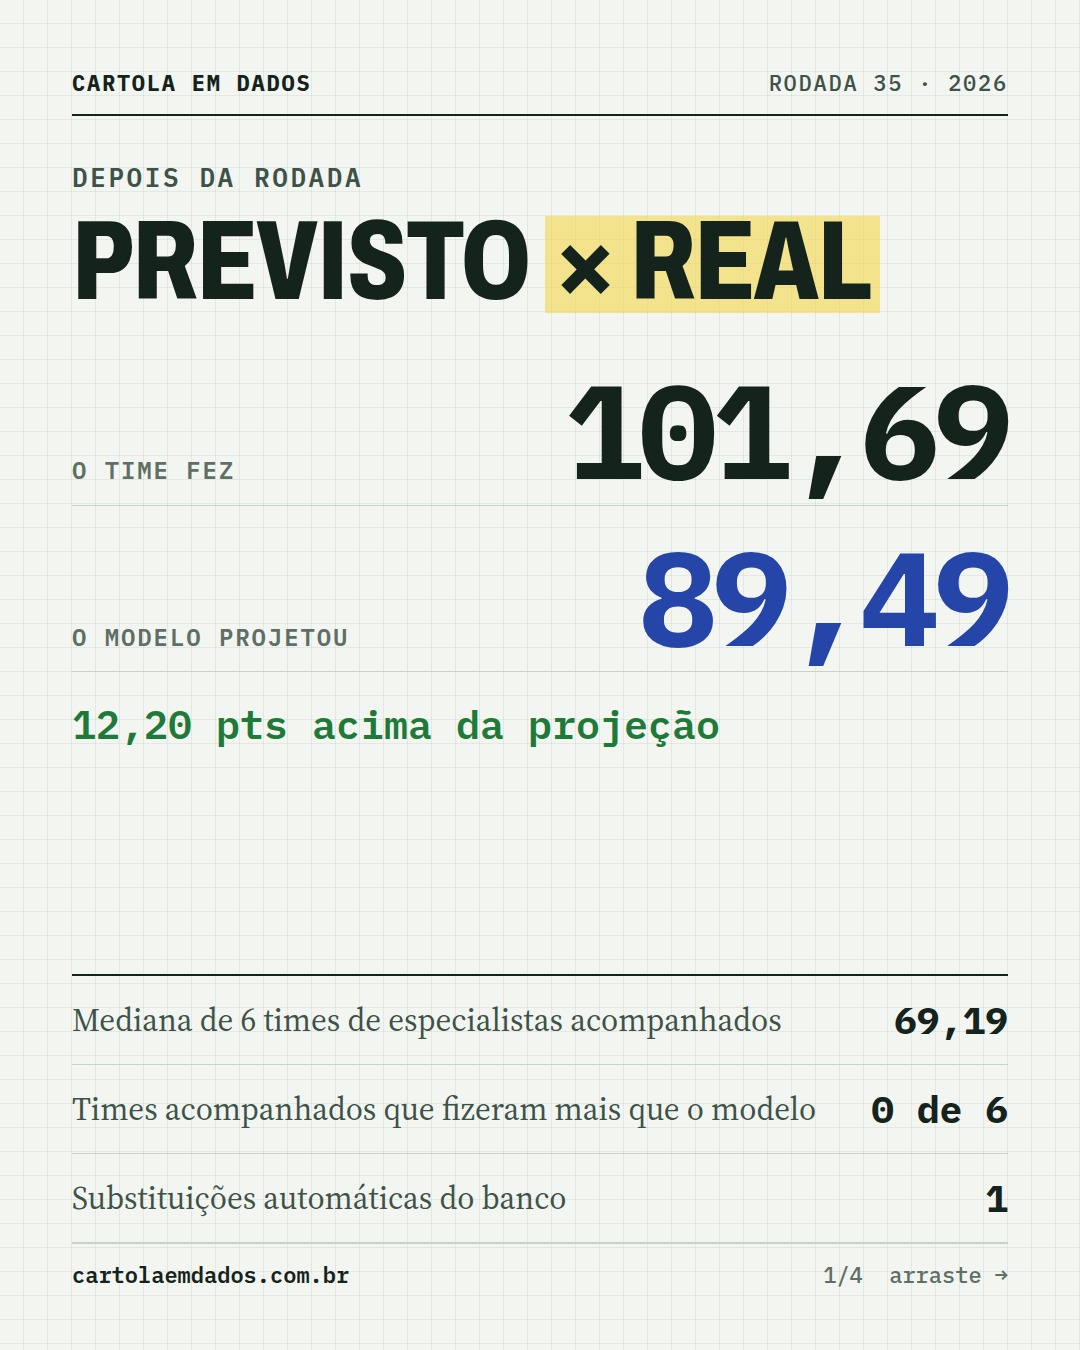 CARTOLA EM DADOS
RODADA 35 · 2026
DEPOIS DA RODADA
PREVISTO × REAL
O TIME FEZ 101,69
O MODELO PROJETOU 89,49
12,20 pts acima da projeção
Mediana de 6 times de especialistas acompanhados 69,19
Times acompanhados que fizeram mais que o modelo 0 de 6
Substituições automáticas do banco 1
cartolaemdados.com.br
1/4 arraste →